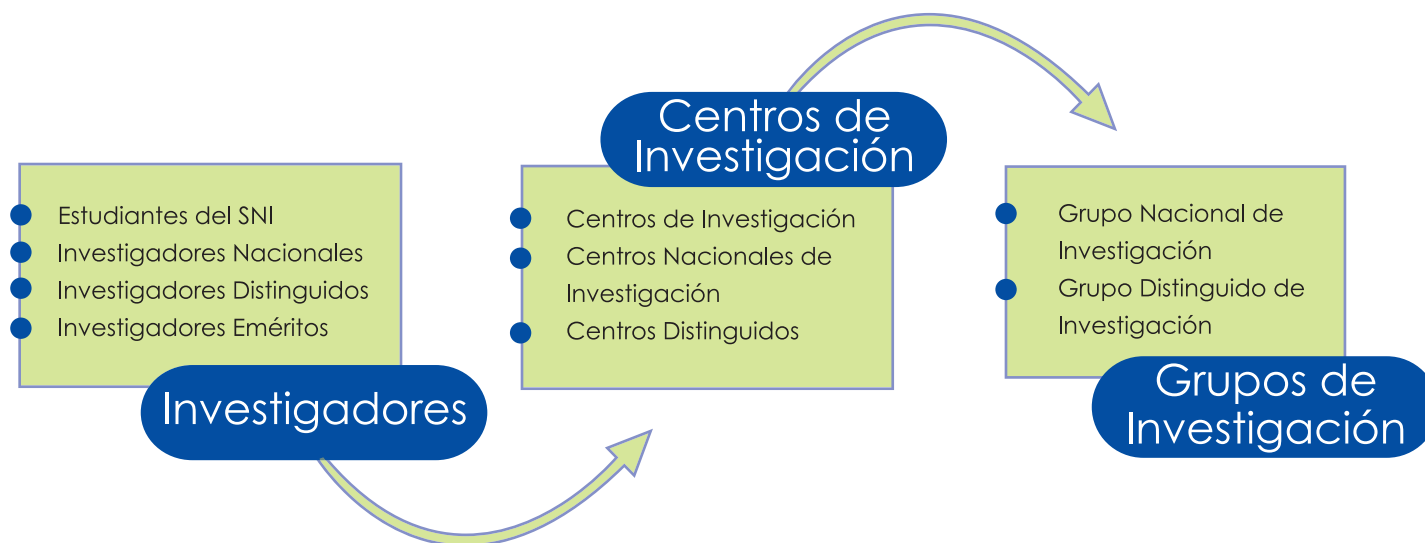 Estudiantes del SNI
Investigadores Nacionales
Investigadores Distinguidos
Investigadores Eméritos
Investigadores
Centros de
Investigación
Centros de Investigación
Centros Nacionales de
Investigación
Centros Distinguidos
Grupo Nacional de
Investigación
Grupo Distinguido de
Investigación
Grupos de
Investigación